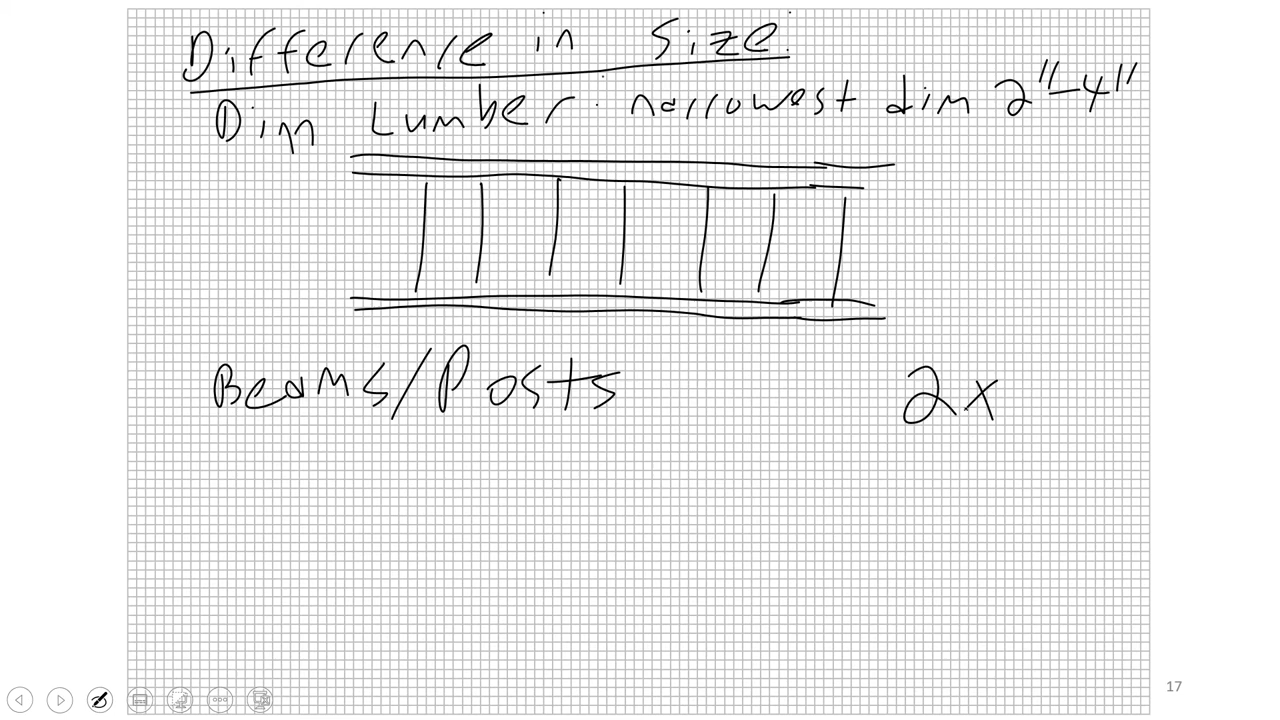 Difference in Size:
Dim Lumber: narrowest dim 2"-4"
Beams/Posts 2x
17